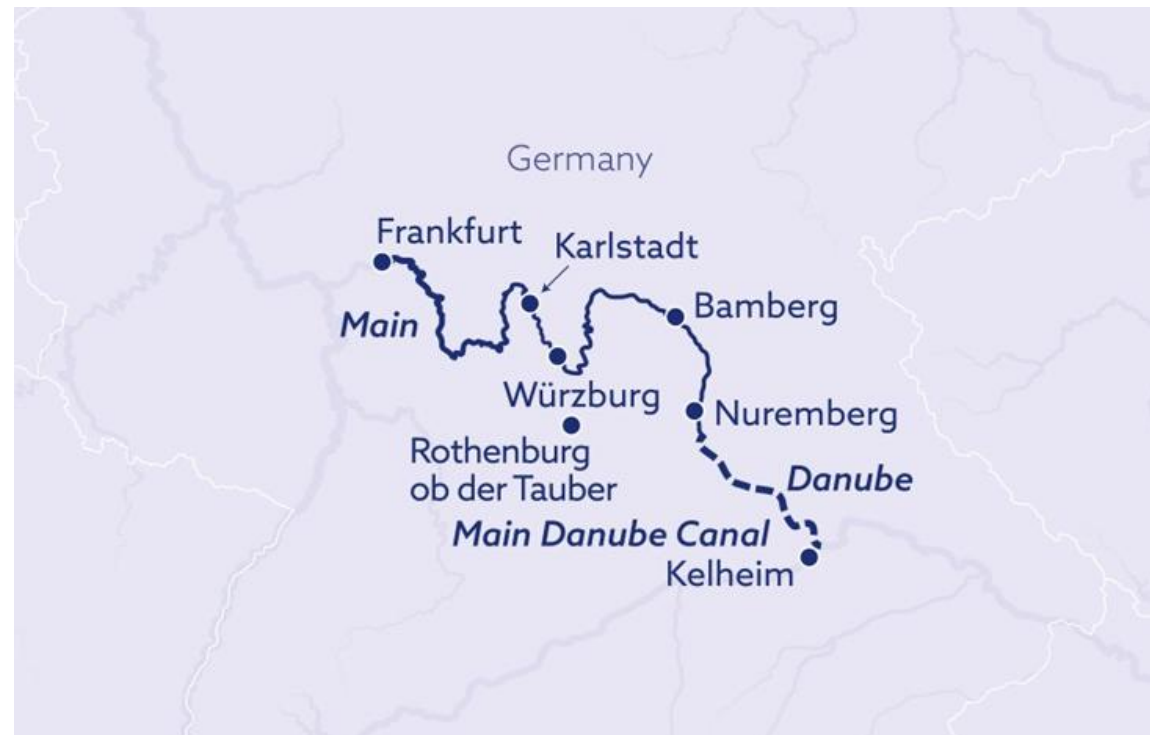 Germany
Frankfurt
Karlstadt
Main
Bamberg
Würzburg
Nuremberg
Rothenburg
ob der Tauber
Danube
Main Danube Canal
Kelheim